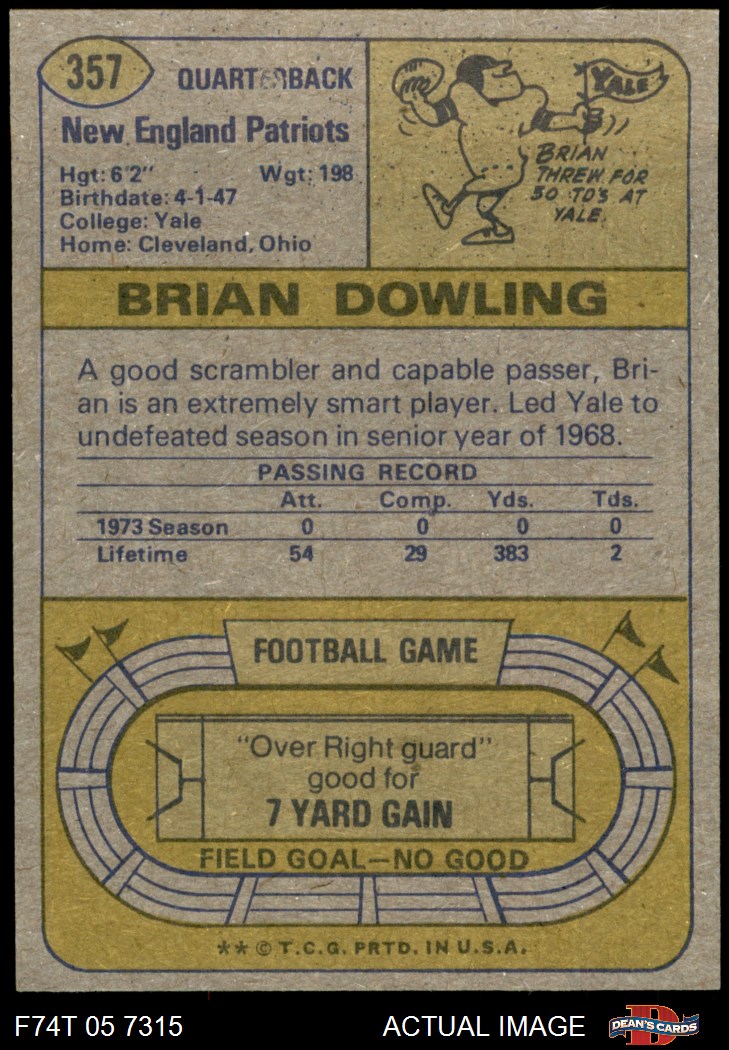 357
QUARTERBACK
New England Patriots
Hgt: 6'2" Wgt: 198
Birthdate: 4-1-47
College: Yale
Home: Cleveland, Ohio
YALE
BRIAN
THREW FOR
30 TD'S AT
YALE.
BRIAN DOWLING
A good scrambler and capable passer, Bri-
an is an extremely smart player. Led Yale to
undefeated season in senior year of 1968.
PASSING RECORD
Att. Comp. Yds. Tds.
1973 Season 0 0 0 0
Lifetime 54 29 383 2
FOOTBALL GAME
"Over Right guard"
good for
7 YARD GAIN
FIELD GOAL—NO GOOD
** © T.C.G. PRTD. IN U.S.A.
F74T 05 7315 ACTUAL IMAGE
D
DEAN'S CARDS